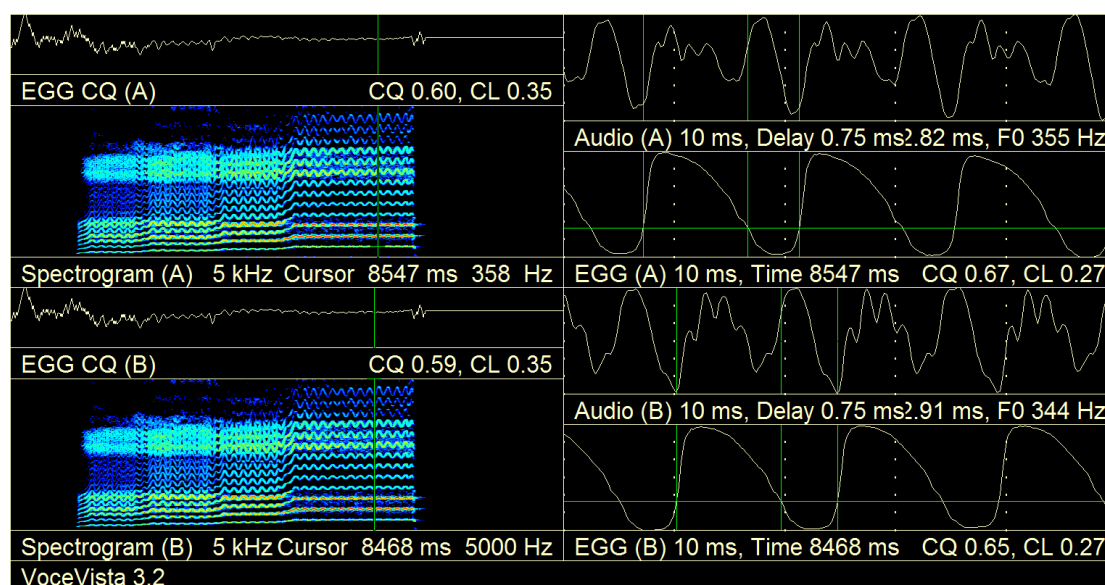 EGG CQ (A) CQ 0.60, CL 0.35
Spectrogram (A) 5 kHz Cursor 8547 ms 358 Hz
EGG CQ (B) CQ 0.59, CL 0.35
Spectrogram (B) 5 kHz Cursor 8468 ms 5000 Hz
VoceVista 3.2
Audio (A) 10 ms, Delay 0.75 ms 2.82 ms, F0 355 Hz
EGG (A) 10 ms, Time 8547 ms CQ 0.67, CL 0.27
Audio (B) 10 ms, Delay 0.75 ms 2.91 ms, F0 344 Hz
EGG (B) 10 ms, Time 8468 ms CQ 0.65, CL 0.27